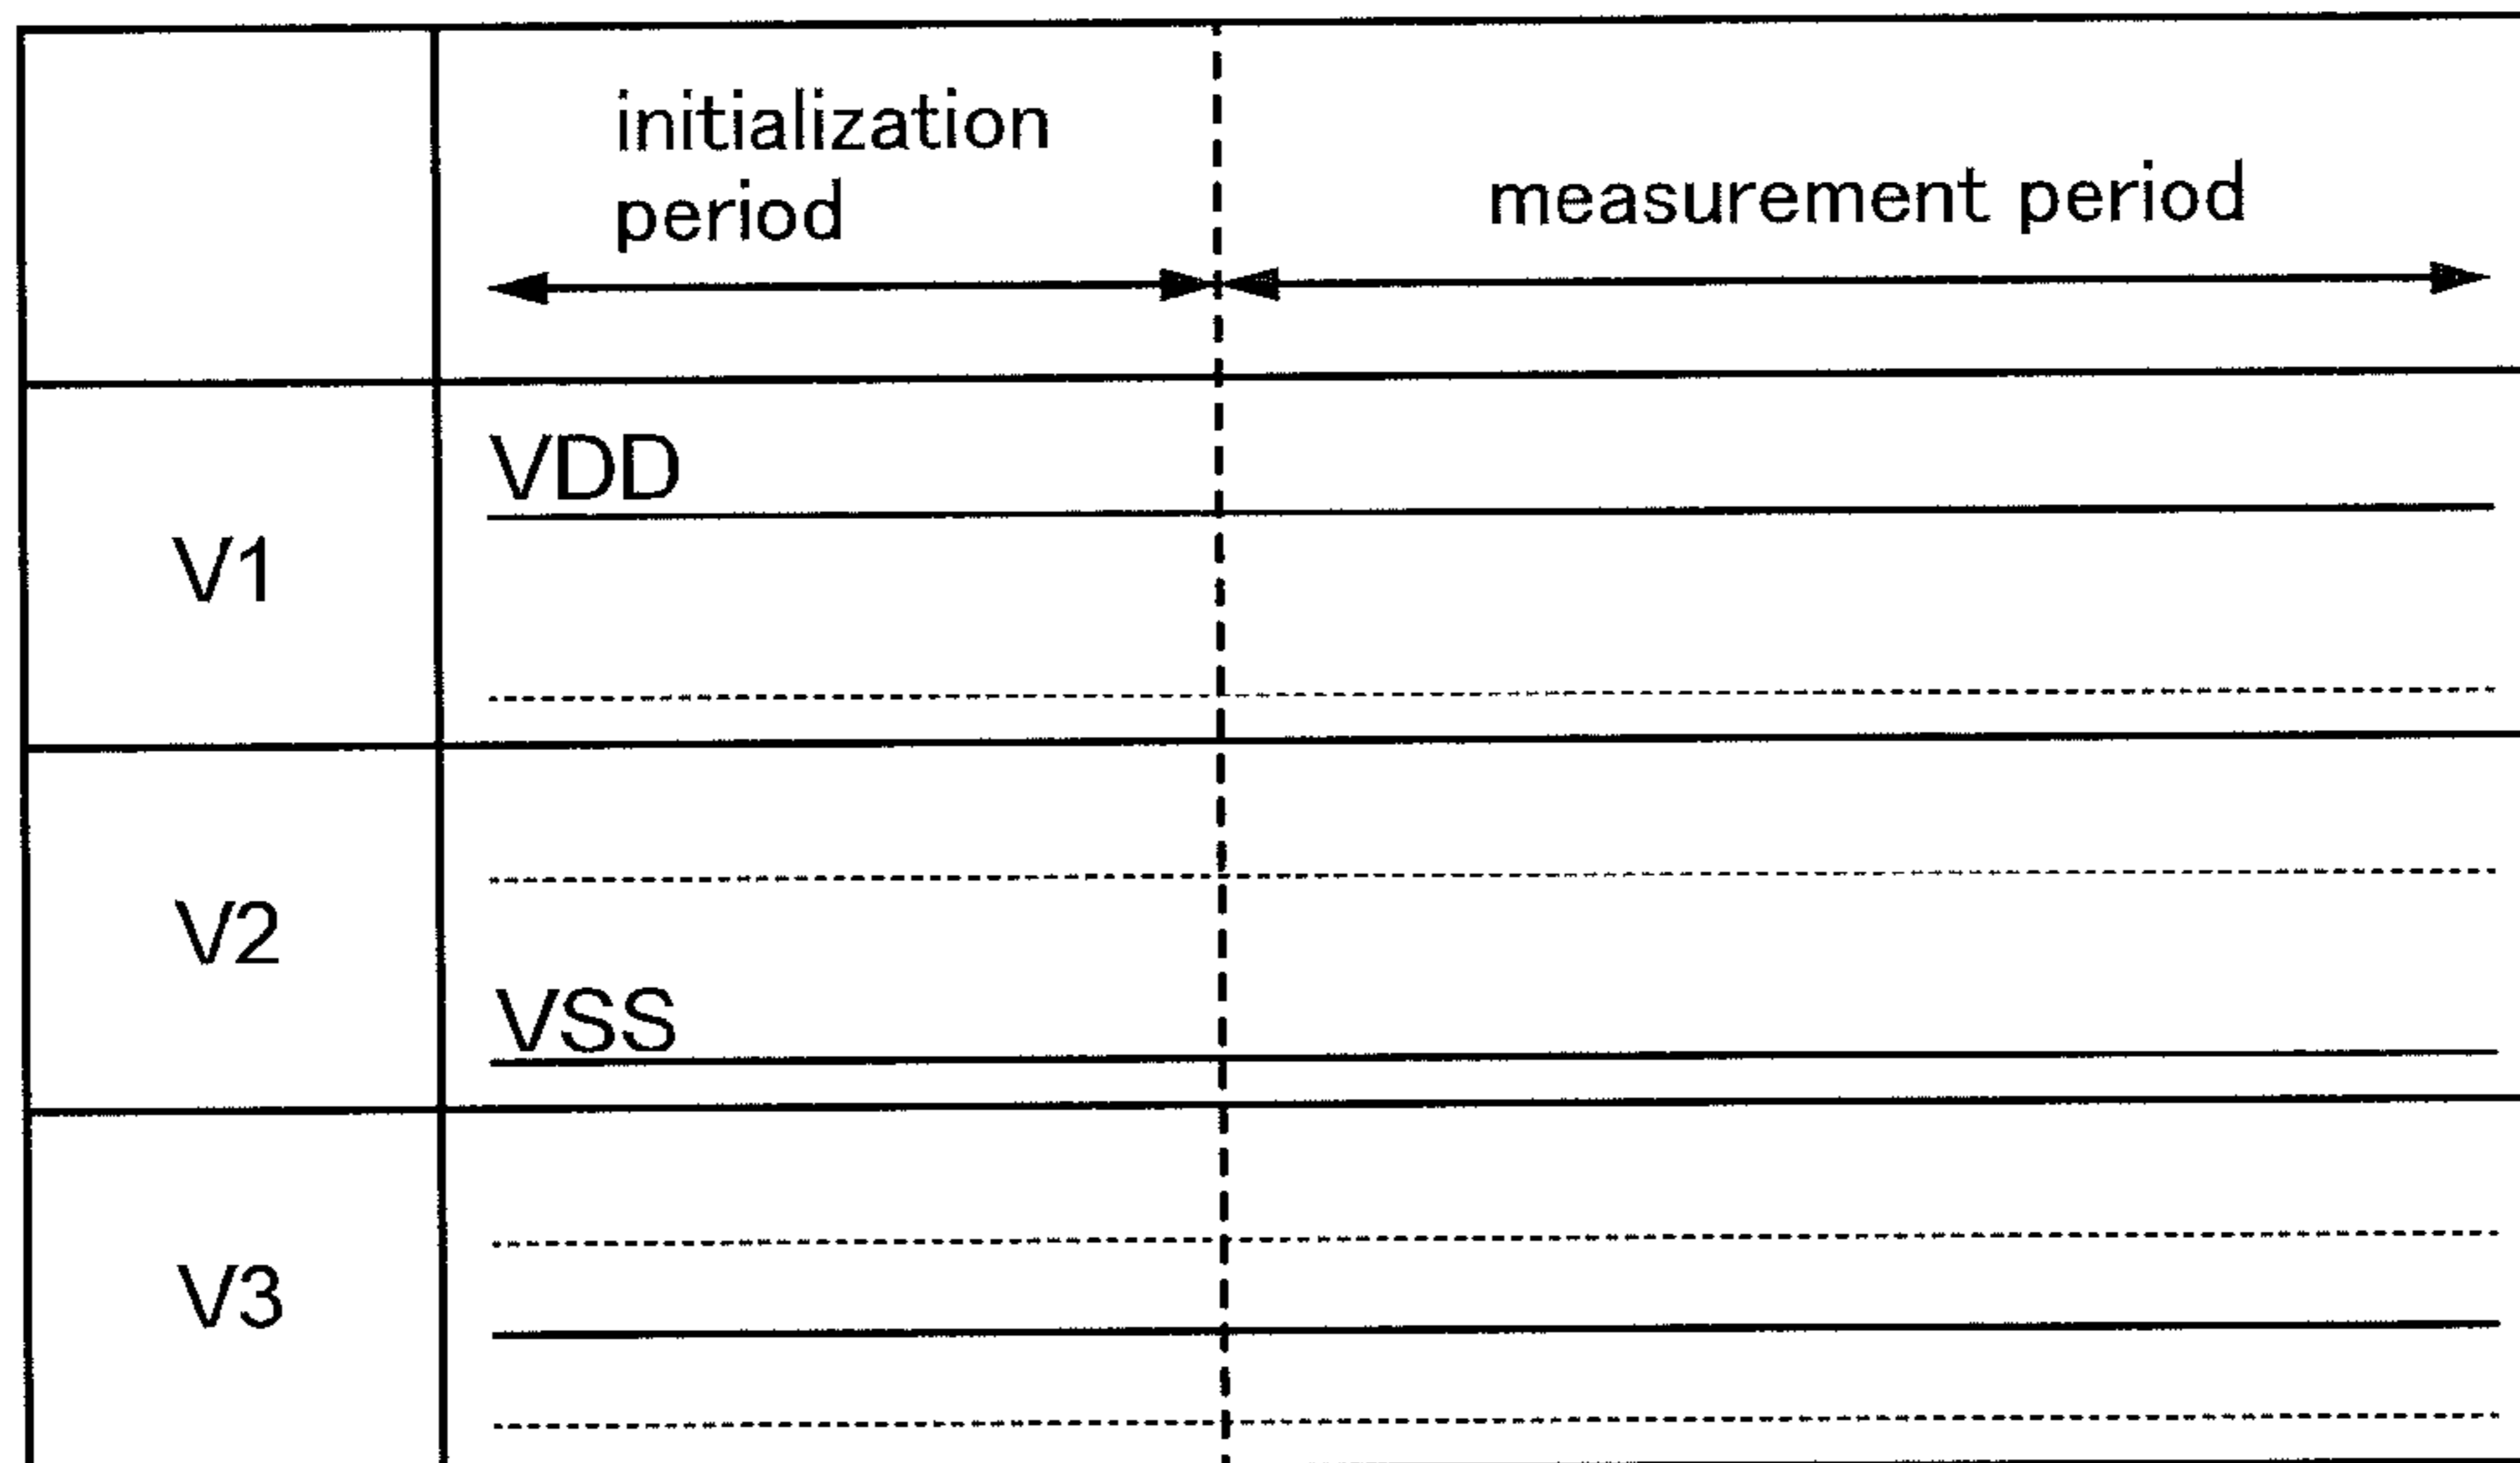 initialization
period
measurement period
V1
VDD
V2
VSS
V3